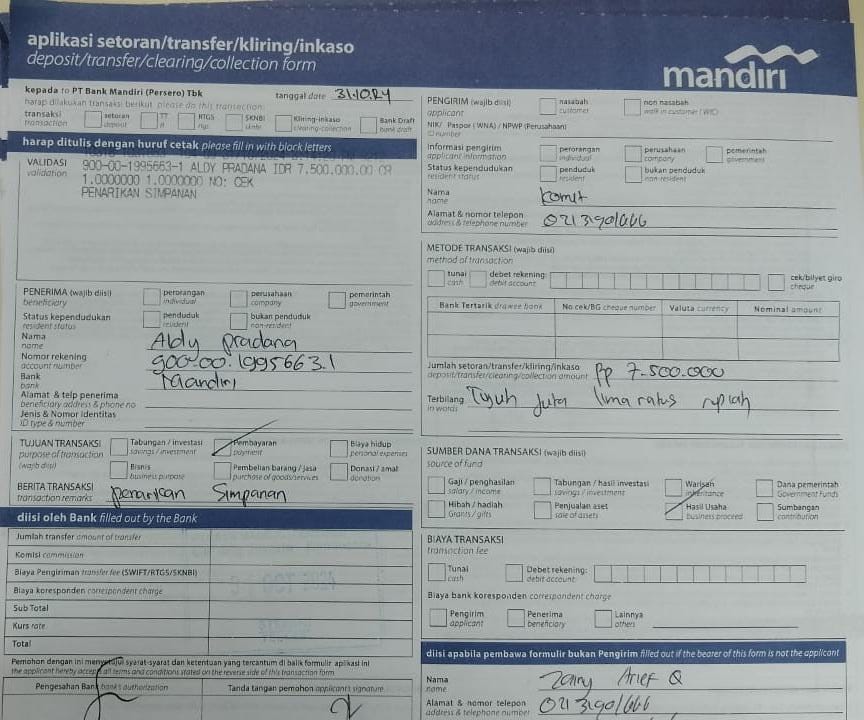 aplikasi setoran/transfer/kliring/inkaso
deposit/transfer/clearing/collection form
mandiri
kepada to PT Bank Mandiri (Persero) Tbk
tanggal date 31.10.24
harap dilakukan transaksi berikut please do this transaction:
transaksi transaction
setoran deposit
TT
RTGS rtgs
SKNBI
Kliring-inkaso clearing-collection
Bank Draft bank draft
harap ditulis dengan huruf cetak please fill in with block letters
VALIDASI
validation
900-00-1995663-1 ALDY PRADANA IDR 7.500.000.00 CR
1.0000000 1.0000000 NO: CEK
PENARIKAN SIMPANAN
PENERIMA (wajib diisi)
beneficiary
perorangan individual
perusahaan company
pemerintah government
Status kependudukan
resident status
penduduk resident
bukan penduduk non-resident
Nama
name
Aldy pradana
Nomor rekening
account number
900-00.1995663.1
Bank
bank
Mandiri
Alamat & telp penerima
beneficiary address & phone no
Jenis & Nomor Identitas
ID type & number
TUJUAN TRANSAKSI
purpose of transaction
(wajib diisi)
Tabungan / investasi savings / investment
Pembayaran payment
Biaya hidup personal expenses
Bisnis business purpose
Pembelian barang / jasa purchase of goods/services
Donasi / amal donation
BERITA TRANSAKSI
transaction remarks
penarikan Simpanan
diisi oleh Bank filled out by the Bank
Jumlah transfer amount of transfer
Komisi commission
Biaya Pengiriman transfer fee (SWIFT/RTGS/SKNBI)
Biaya koresponden correspondent charge
Sub Total
Kurs rate
Total
Pemohon dengan ini menyetujui syarat-syarat dan ketentuan yang tercantum di balik formulir aplikasi ini
the applicant hereby accept all terms and conditions stated on the reverse side of this transaction form
Pengesahan Bank bank's authorization
Tanda tangan pemohon applicant's signature
PENGIRIM (wajib diisi)
applicant
nasabah customer
non nasabah walk in customer (WIC)
NIK/ Paspor (WNA) / NPWP (Perusahaan)
ID number
Informasi pengirim
applicant information
perorangan individual
perusahaan company
pemerintah government
Status kependudukan
resident status
penduduk resident
bukan penduduk non-resident
Nama
name
Komit
Alamat & nomor telepon
address & telephone number
0213901666
METODE TRANSAKSI (wajib diisi)
method of transaction
tunai cash
debet rekening: debit account
cek/bilyet giro cheque
Bank Tertarik drawee bank
No.cek/BG cheque number
Valuta currency
Nominal amount
Jumlah setoran/transfer/kliring/inkaso
deposit/transfer/clearing/collection amount
Rp 7.500.000
Terbilang
in words
Tujuh juta lima ratus rupiah
SUMBER DANA TRANSAKSI (wajib diisi)
source of fund
Gaji / penghasilan salary / income
Tabungan / hasil investasi savings / investment
Warisan inheritance
Dana pemerintah Government Funds
Hibah / hadiah Grants / gifts
Penjualan aset sale of assets
Hasil Usaha business proceed
Sumbangan contribution
BIAYA TRANSAKSI
transaction fee
Tunai cash
Debet rekening: debit account:
Biaya bank koresponden correspondent charge
Pengirim applicant
Penerima beneficiary
Lainnya others
diisi apabila pembawa formulir bukan Pengirim filled out if the bearer of this form is not the applicant
Nama
name
Arief Q
Alamat & nomor telepon
address & telephone number
0213901666